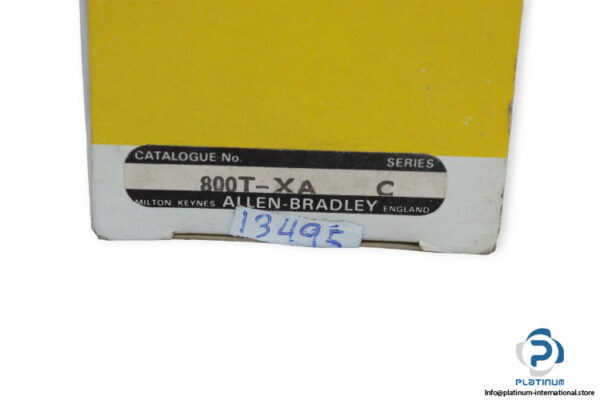 CATALOGUE No. SERIES
800T-XA C
MILTON KEYNES ALLEN-BRADLEY ENGLAND
13495
PLATINUM
Info@platinum-international.store